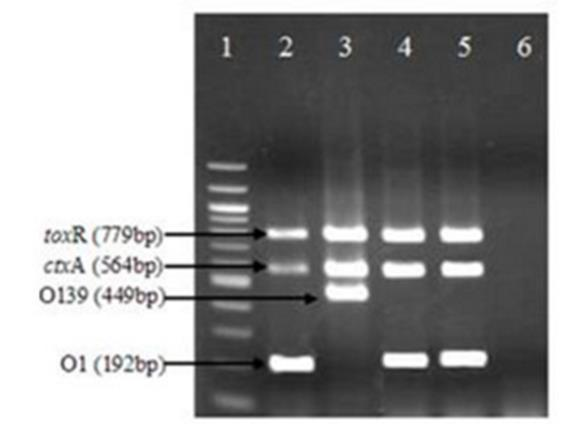 1 2 3 4 5 6
toxR (779bp)
ctxA (564bp)
O139 (449bp)
O1 (192bp)